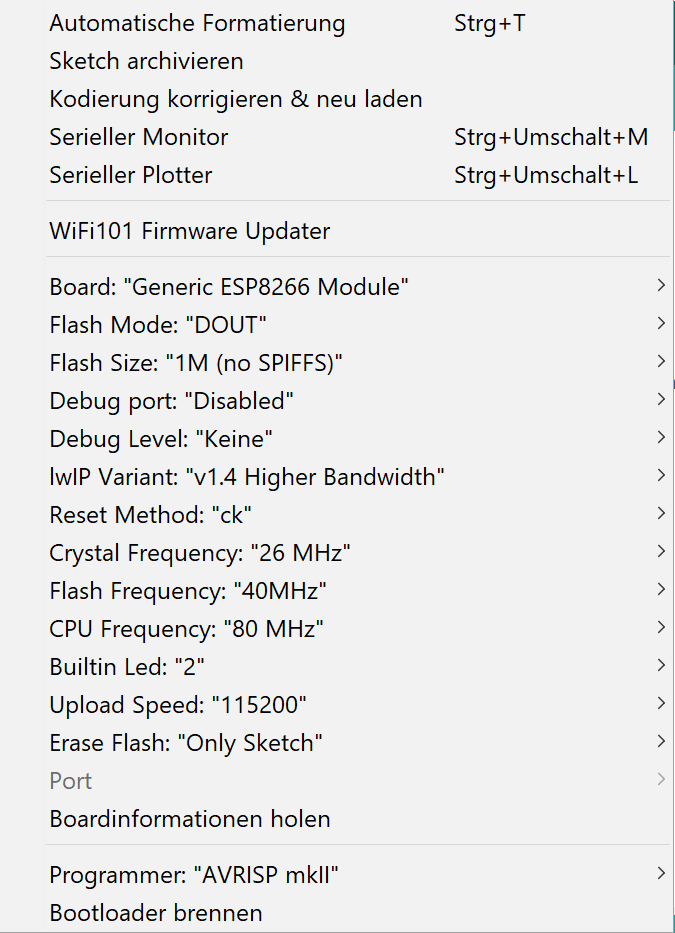 Automatische Formatierung Strg+T
Sketch archivieren
Kodierung korrigieren & neu laden
Serieller Monitor Strg+Umschalt+M
Serieller Plotter Strg+Umschalt+L
WiFi101 Firmware Updater
Board: "Generic ESP8266 Module"
Flash Mode: "DOUT"
Flash Size: "1M (no SPIFFS)"
Debug port: "Disabled"
Debug Level: "Keine"
lwIP Variant: "v1.4 Higher Bandwidth"
Reset Method: "ck"
Crystal Frequency: "26 MHz"
Flash Frequency: "40MHz"
CPU Frequency: "80 MHz"
Builtin Led: "2"
Upload Speed: "115200"
Erase Flash: "Only Sketch"
Port
Boardinformationen holen
Programmer: "AVRISP mkII"
Bootloader brennen